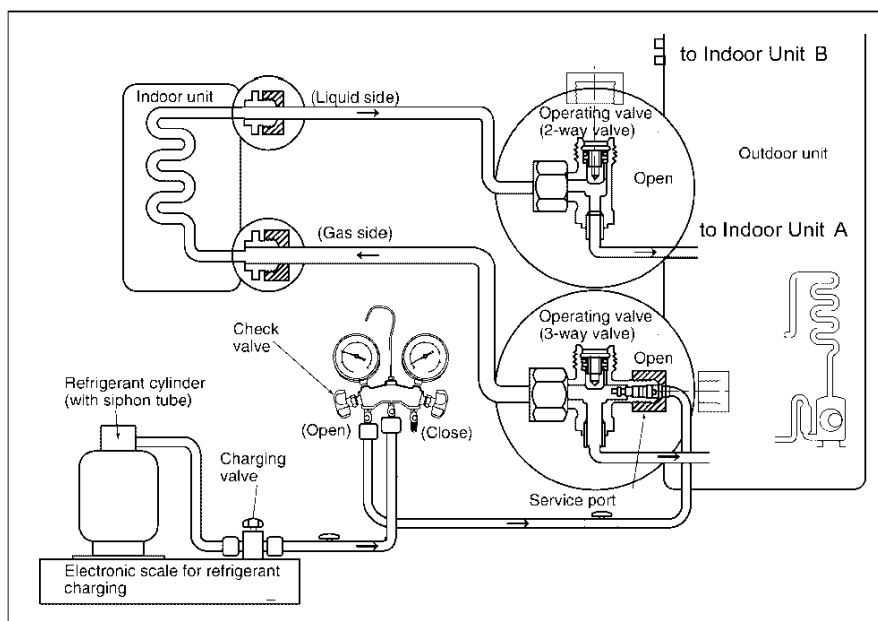 to Indoor Unit B
Indoor unit
(Liquid side)
Operating valve
(2-way valve)
Open
Outdoor unit
to Indoor Unit A
(Gas side)
Operating valve
(3-way valve)
Open
Check
valve
Refrigerant cylinder
(with siphon tube)
(Open)
(Close)
Charging
valve
Service port
Electronic scale for refrigerant
charging